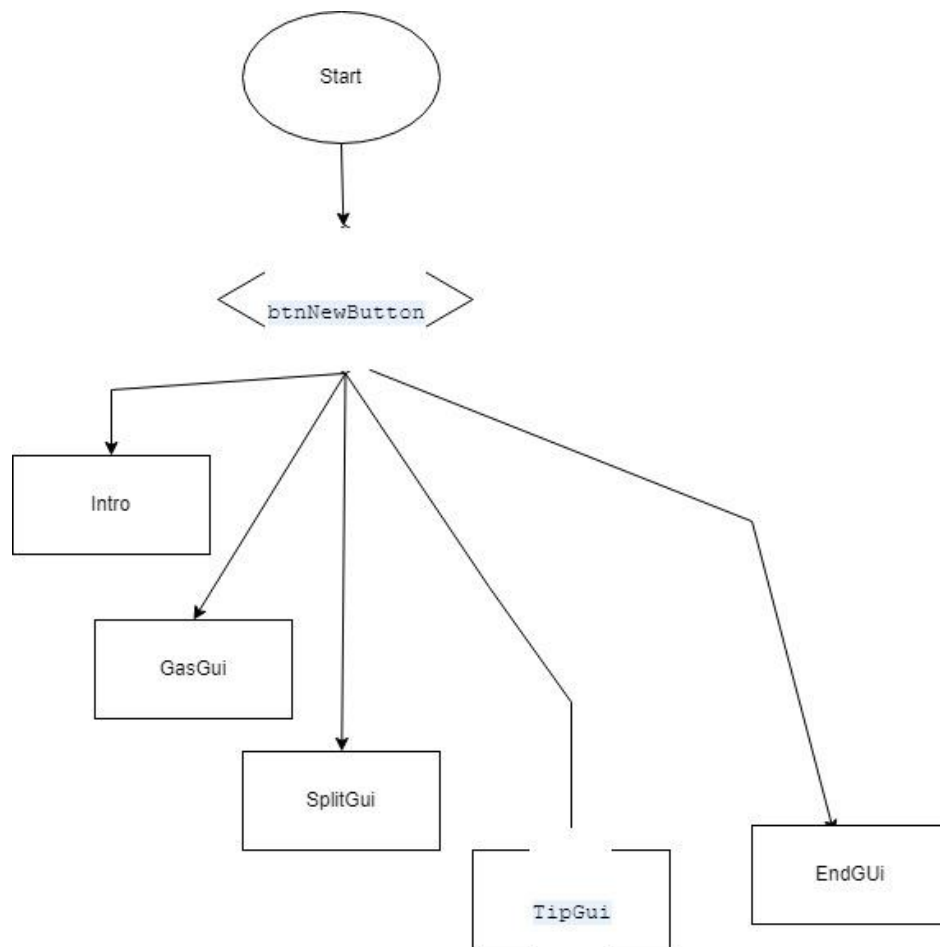 Start
btnNewButton
Intro
GasGui
SplitGui
EndGUi
TipGui